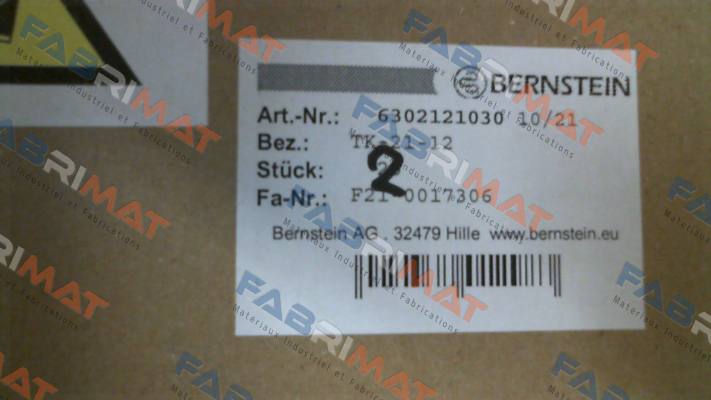 BERNSTEIN
Art.-Nr.: 6302121030 10/21
Bez.: TK-21-12
Stück: 2
Fa-Nr.: F21-0017306
Bernstein AG . 32479 Hille www.bernstein.eu
FABRIMAT
Matériaux Industriel et Fabrications